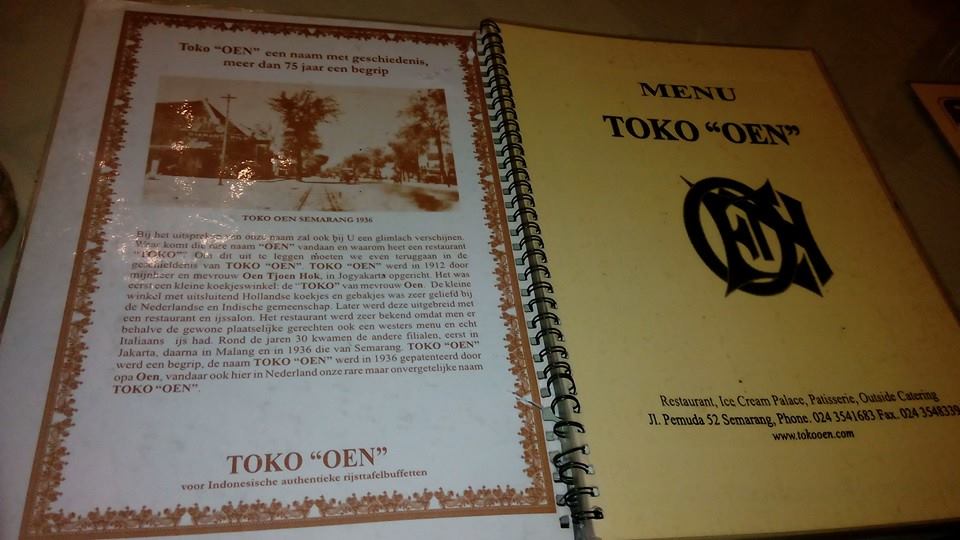 Toko “OEN” een naam met geschiedenis,
meer dan 75 jaar een begrip
TOKO OEN SEMARANG 1936
Bij het uitspreken van onze naam zal ook bij U een glimlach verschijnen.
Waar komt die rare naam “OEN” vandaan en waarom heet een restaurant
“TOKO”? Om dit uit te leggen moeten we even teruggaan in de
geschiedenis van TOKO “OEN”. TOKO “OEN” werd in 1912 door
mijnheer en mevrouw Oen Tjoen Hok, in Jogyakarta opgericht. Het was
eerst een kleine koekjeswinkel: de “TOKO” van mevrouw Oen. De kleine
winkel met uitsluitend Hollandse koekjes en gebakjes was zeer geliefd bij
de Nederlandse en Indische gemeenschap. Later werd deze uitgebreid met
een restaurant en ijssalon. Het restaurant werd zeer bekend omdat men er
behalve de gewone plaatselijke gerechten ook een westers menu en echt
Italiaans ijs had. Rond de jaren 30 kwamen de andere filialen, eerst in
Jakarta, daarna in Malang en in 1936 die van Semarang. TOKO “OEN”
werd een begrip, de naam TOKO “OEN” werd in 1936 gepatenteerd door
opa Oen, vandaar ook hier in Nederland onze rare maar onvergetelijke naam
TOKO “OEN”.
TOKO “OEN”
voor Indonesische authentieke rijsttafelbuffetten
MENU
TOKO “OEN”
OEN
Restaurant, Ice Cream Palace, Patisserie, Outside Catering
Jl. Pemuda 52 Semarang, Phone. 024 3541683 Fax. 024 3548339
www.tokooen.com